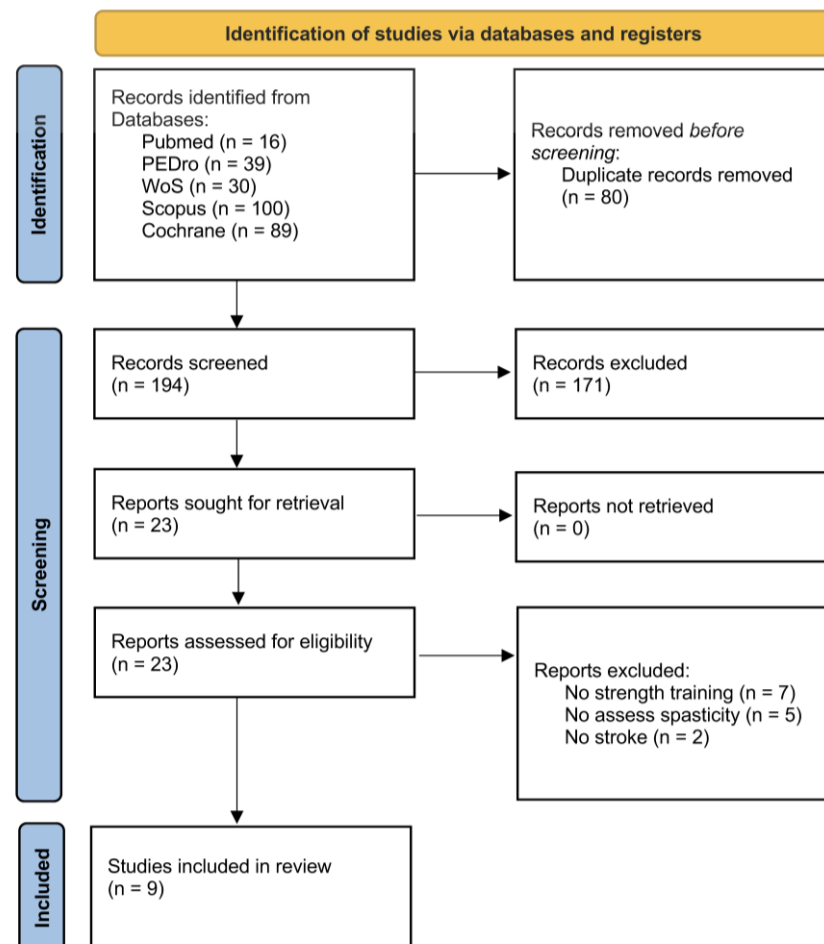 Identification of studies via databases and registers
Identification
Records identified from
Databases:
Pubmed (n = 16)
PEDro (n = 39)
WoS (n = 30)
Scopus (n = 100)
Cochrane (n = 89)
Records removed before
screening:
Duplicate records removed
(n = 80)
Screening
Records screened
(n = 194)
Records excluded
(n = 171)
Reports sought for retrieval
(n = 23)
Reports not retrieved
(n = 0)
Reports assessed for eligibility
(n = 23)
Reports excluded:
No strength training (n = 7)
No assess spasticity (n = 5)
No stroke (n = 2)
Included
Studies included in review
(n = 9)